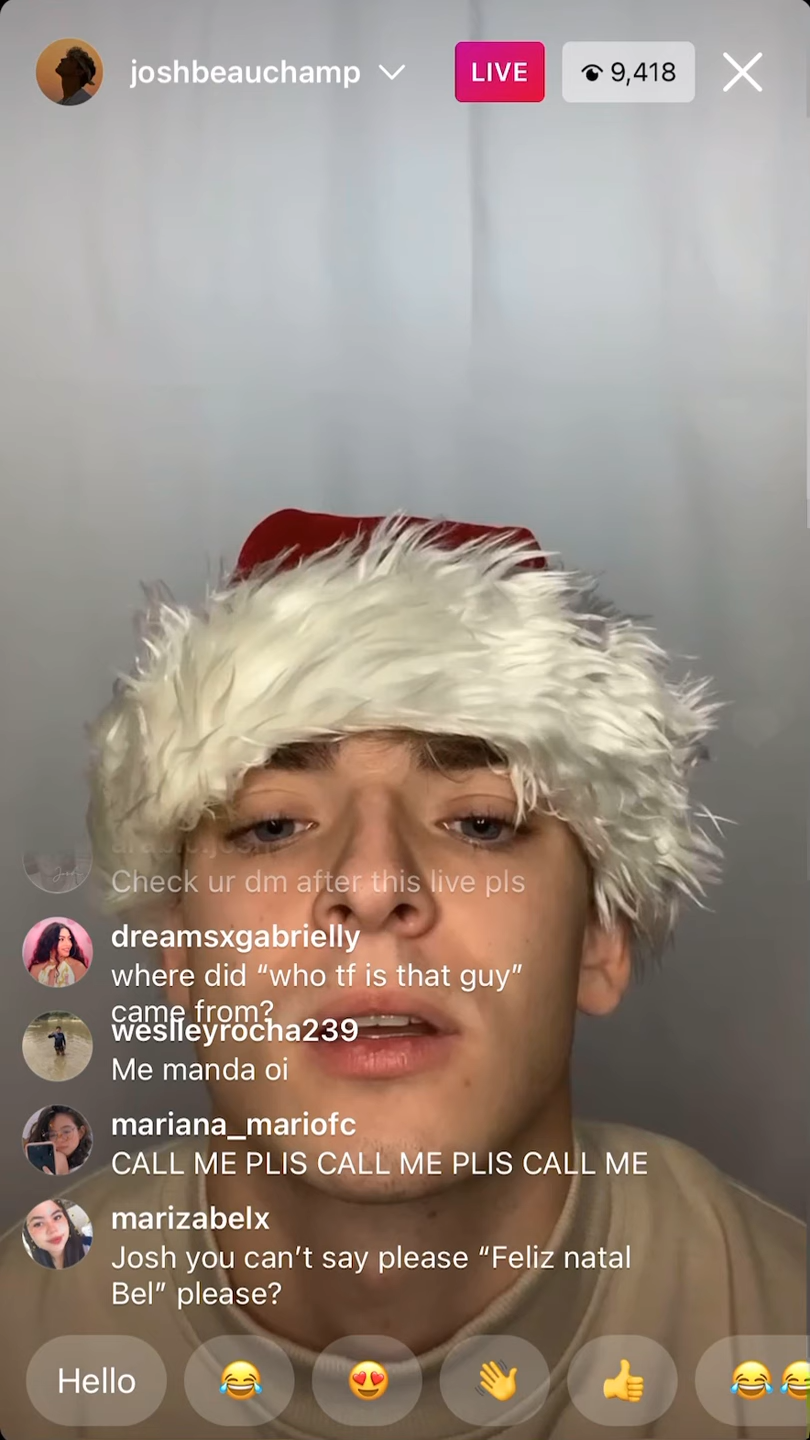 joshbeauchamp
LIVE
9,418
Check ur dm after this live pls
dreamsxgabrielly
where did “who tf is that guy”
came from?
weslleyrocha239
Me manda oi
mariana_mariofc
CALL ME PLIS CALL ME PLIS CALL ME
marizabelx
Josh you can’t say please “Feliz natal
Bel” please?
Hello